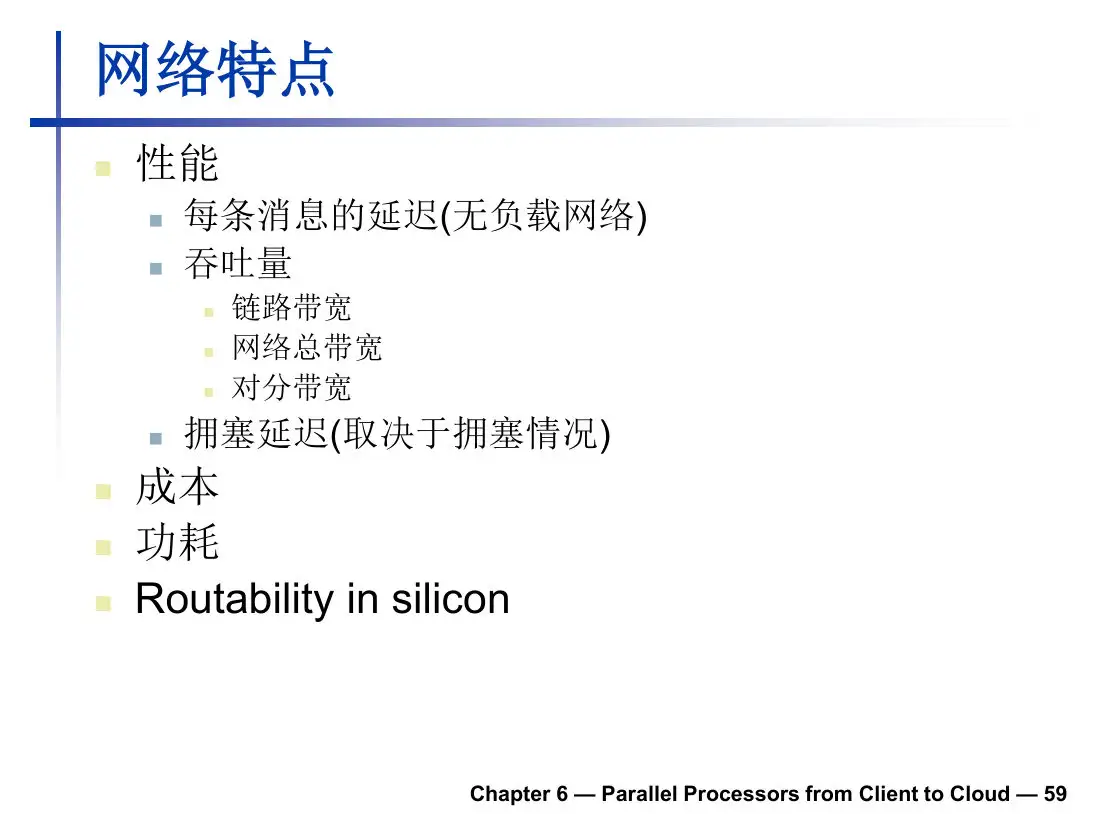 网络特点
性能
每条消息的延迟(无负载网络)
吞吐量
链路带宽
网络总带宽
对分带宽
拥塞延迟(取决于拥塞情况)
成本
功耗
Routability in silicon
Chapter 6 — Parallel Processors from Client to Cloud — 59